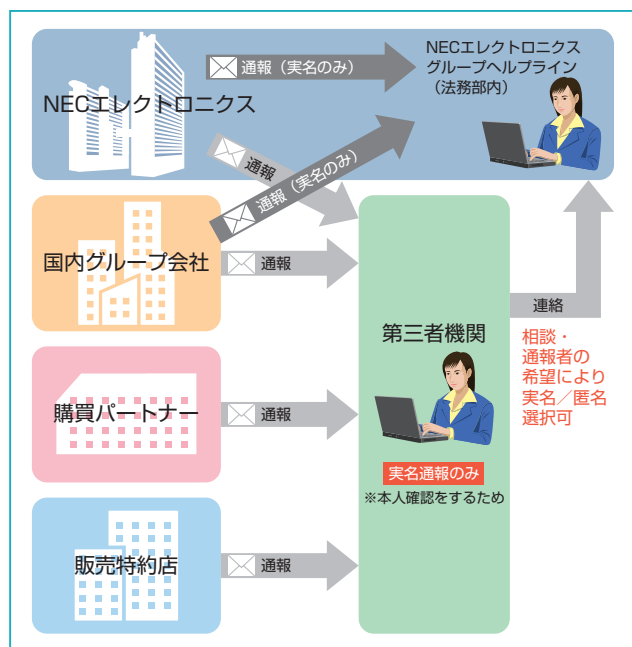 NECエレクトロニクス
通報（実名のみ）
NECエレクトロニクス
グループヘルプライン
（法務部内）
通報
通報（実名のみ）
国内グループ会社
通報
購買パートナー
通報
販売特約店
通報
第三者機関
実名通報のみ
※本人確認をするため
連絡
相談・
通報者の
希望により
実名／匿名
選択可